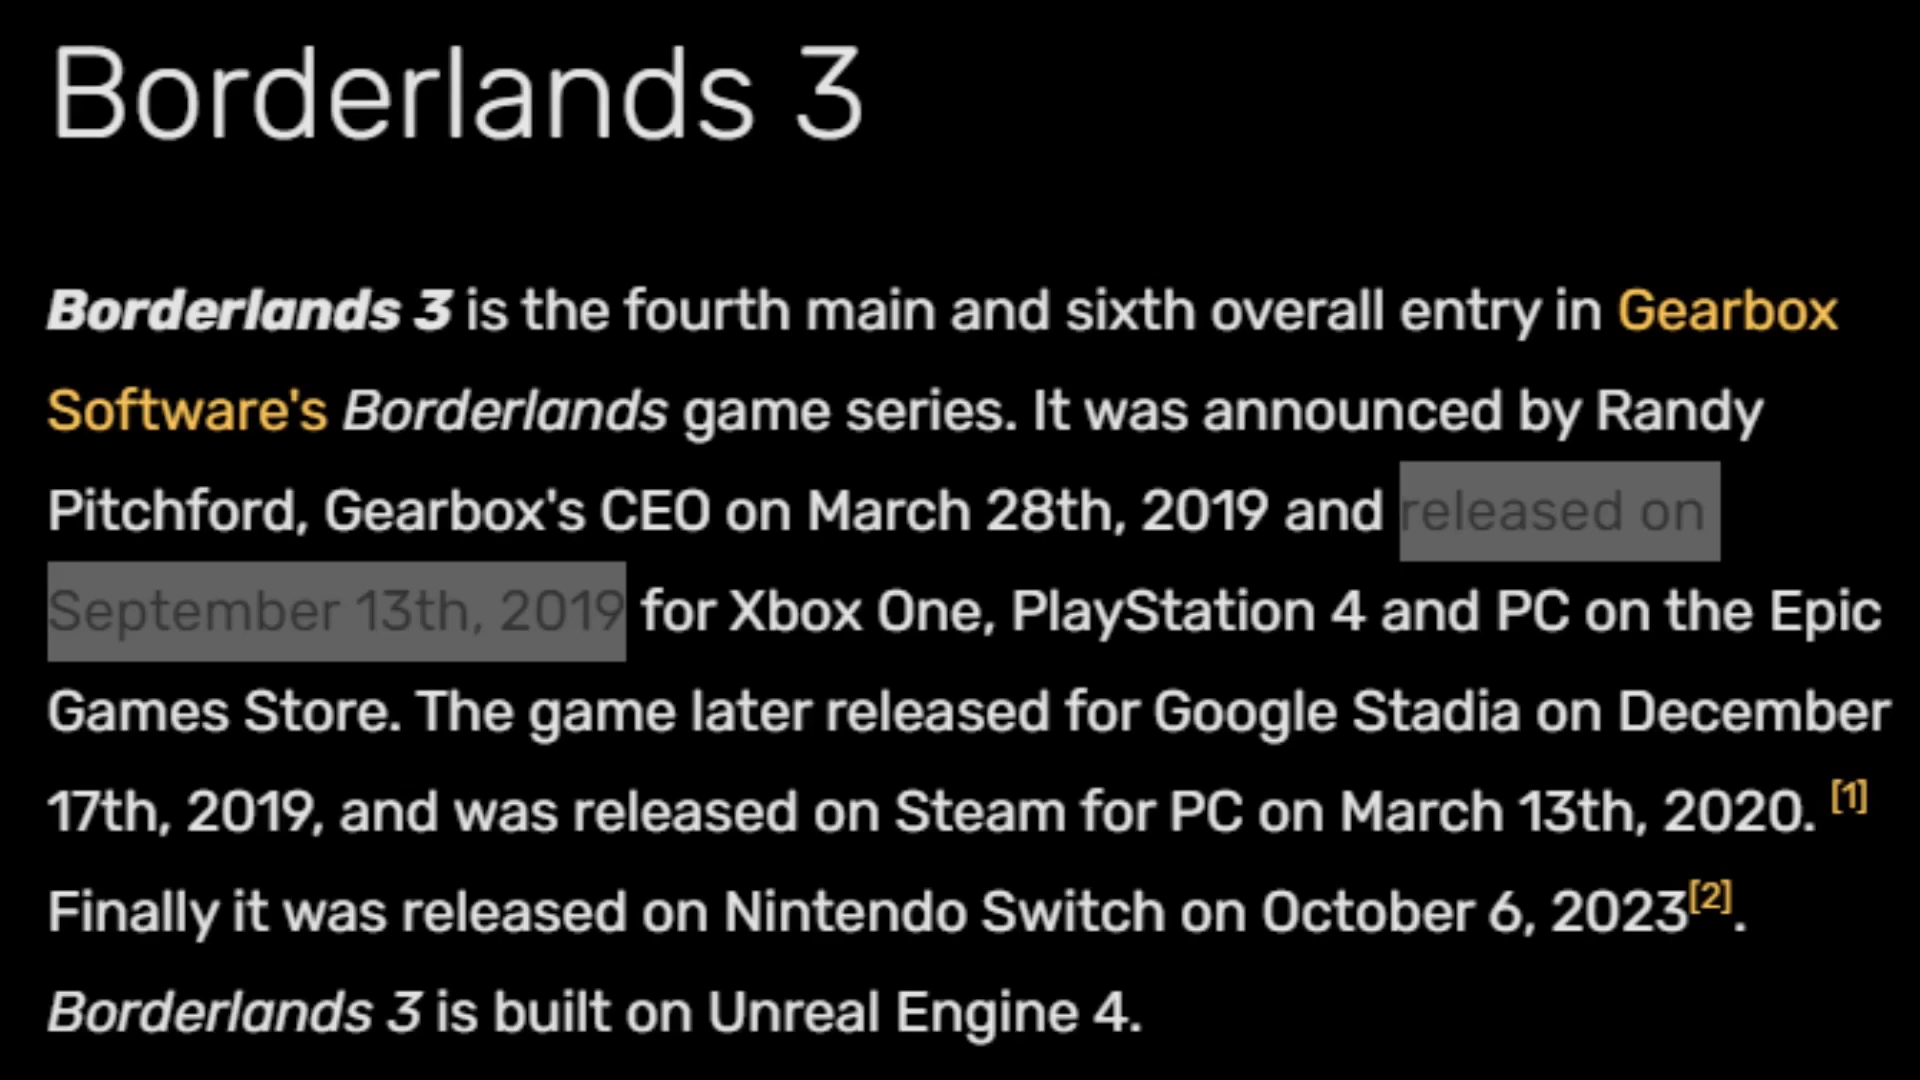 Borderlands 3
Borderlands 3 is the fourth main and sixth overall entry in Gearbox
Software's Borderlands game series. It was announced by Randy
Pitchford, Gearbox's CEO on March 28th, 2019 and released on
September 13th, 2019 for Xbox One, PlayStation 4 and PC on the Epic
Games Store. The game later released for Google Stadia on December
17th, 2019, and was released on Steam for PC on March 13th, 2020. [1]
Finally it was released on Nintendo Switch on October 6, 2023[2].
Borderlands 3 is built on Unreal Engine 4.